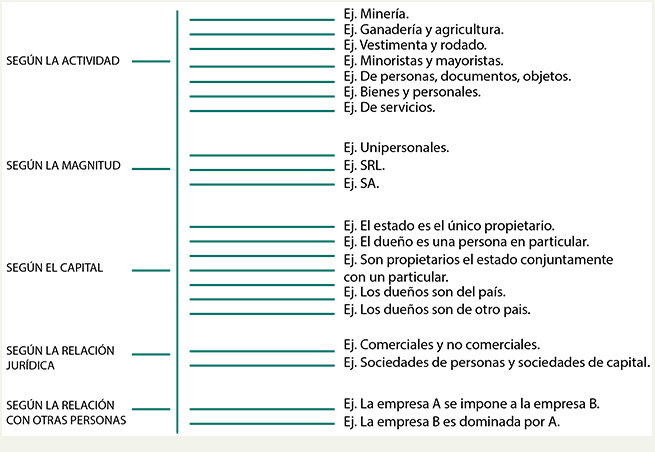 SEGÚN LA ACTIVIDAD
Ej. Minería.
Ej. Ganadería y agricultura.
Ej. Vestimenta y rodado.
Ej. Minoristas y mayoristas.
Ej. De personas, documentos, objetos.
Ej. Bienes y personales.
Ej. De servicios.
SEGÚN LA MAGNITUD
Ej. Unipersonales.
Ej. SRL.
Ej. SA.
SEGÚN EL CAPITAL
Ej. El estado es el único propietario.
Ej. El dueño es una persona en particular.
Ej. Son propietarios el estado conjuntamente
con un particular.
Ej. Los dueños son del país.
Ej. Los dueños son de otro pais.
SEGÚN LA RELACIÓN
JURÍDICA
Ej. Comerciales y no comerciales.
Ej. Sociedades de personas y sociedades de capital.
SEGÚN LA RELACIÓN
CON OTRAS PERSONAS
Ej. La empresa A se impone a la empresa B.
Ej. La empresa B es dominada por A.